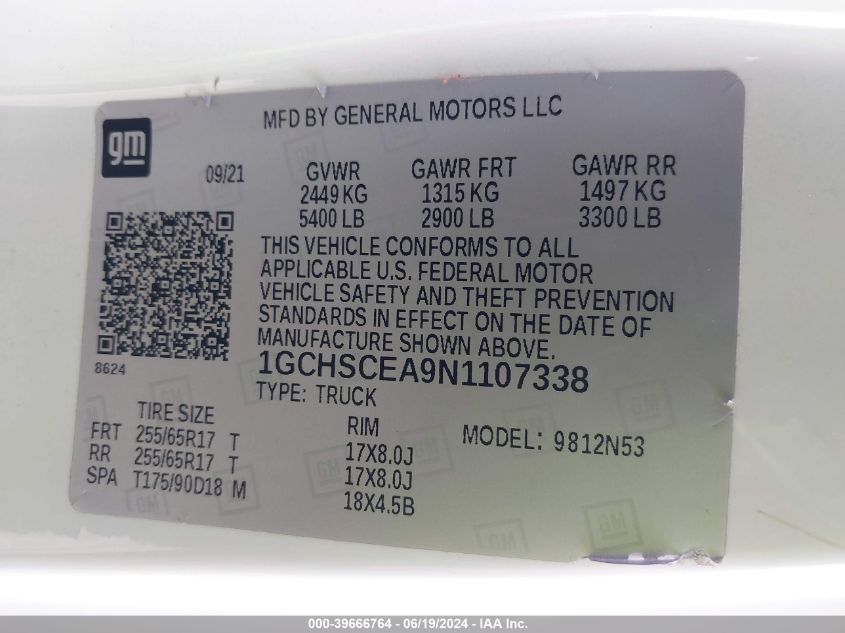 MFD BY GENERAL MOTORS LLC
gm
09/21
GVWR GAWR FRT GAWR RR
2449 KG 1315 KG 1497 KG
5400 LB 2900 LB 3300 LB
THIS VEHICLE CONFORMS TO ALL
APPLICABLE U.S. FEDERAL MOTOR
VEHICLE SAFETY AND THEFT PREVENTION
STANDARDS IN EFFECT ON THE DATE OF
MANUFACTURE SHOWN ABOVE.
8624
1GCHSCEA9N1107338
TYPE: TRUCK
TIRE SIZE RIM
FRT 255/65R17 T 17X8.0J
RR 255/65R17 T 17X8.0J
SPA T175/90D18 M 18X4.5B
MODEL: 9812N53
GM
GM
GM
GM
000-39666764 - 06/19/2024 - IAA Inc.